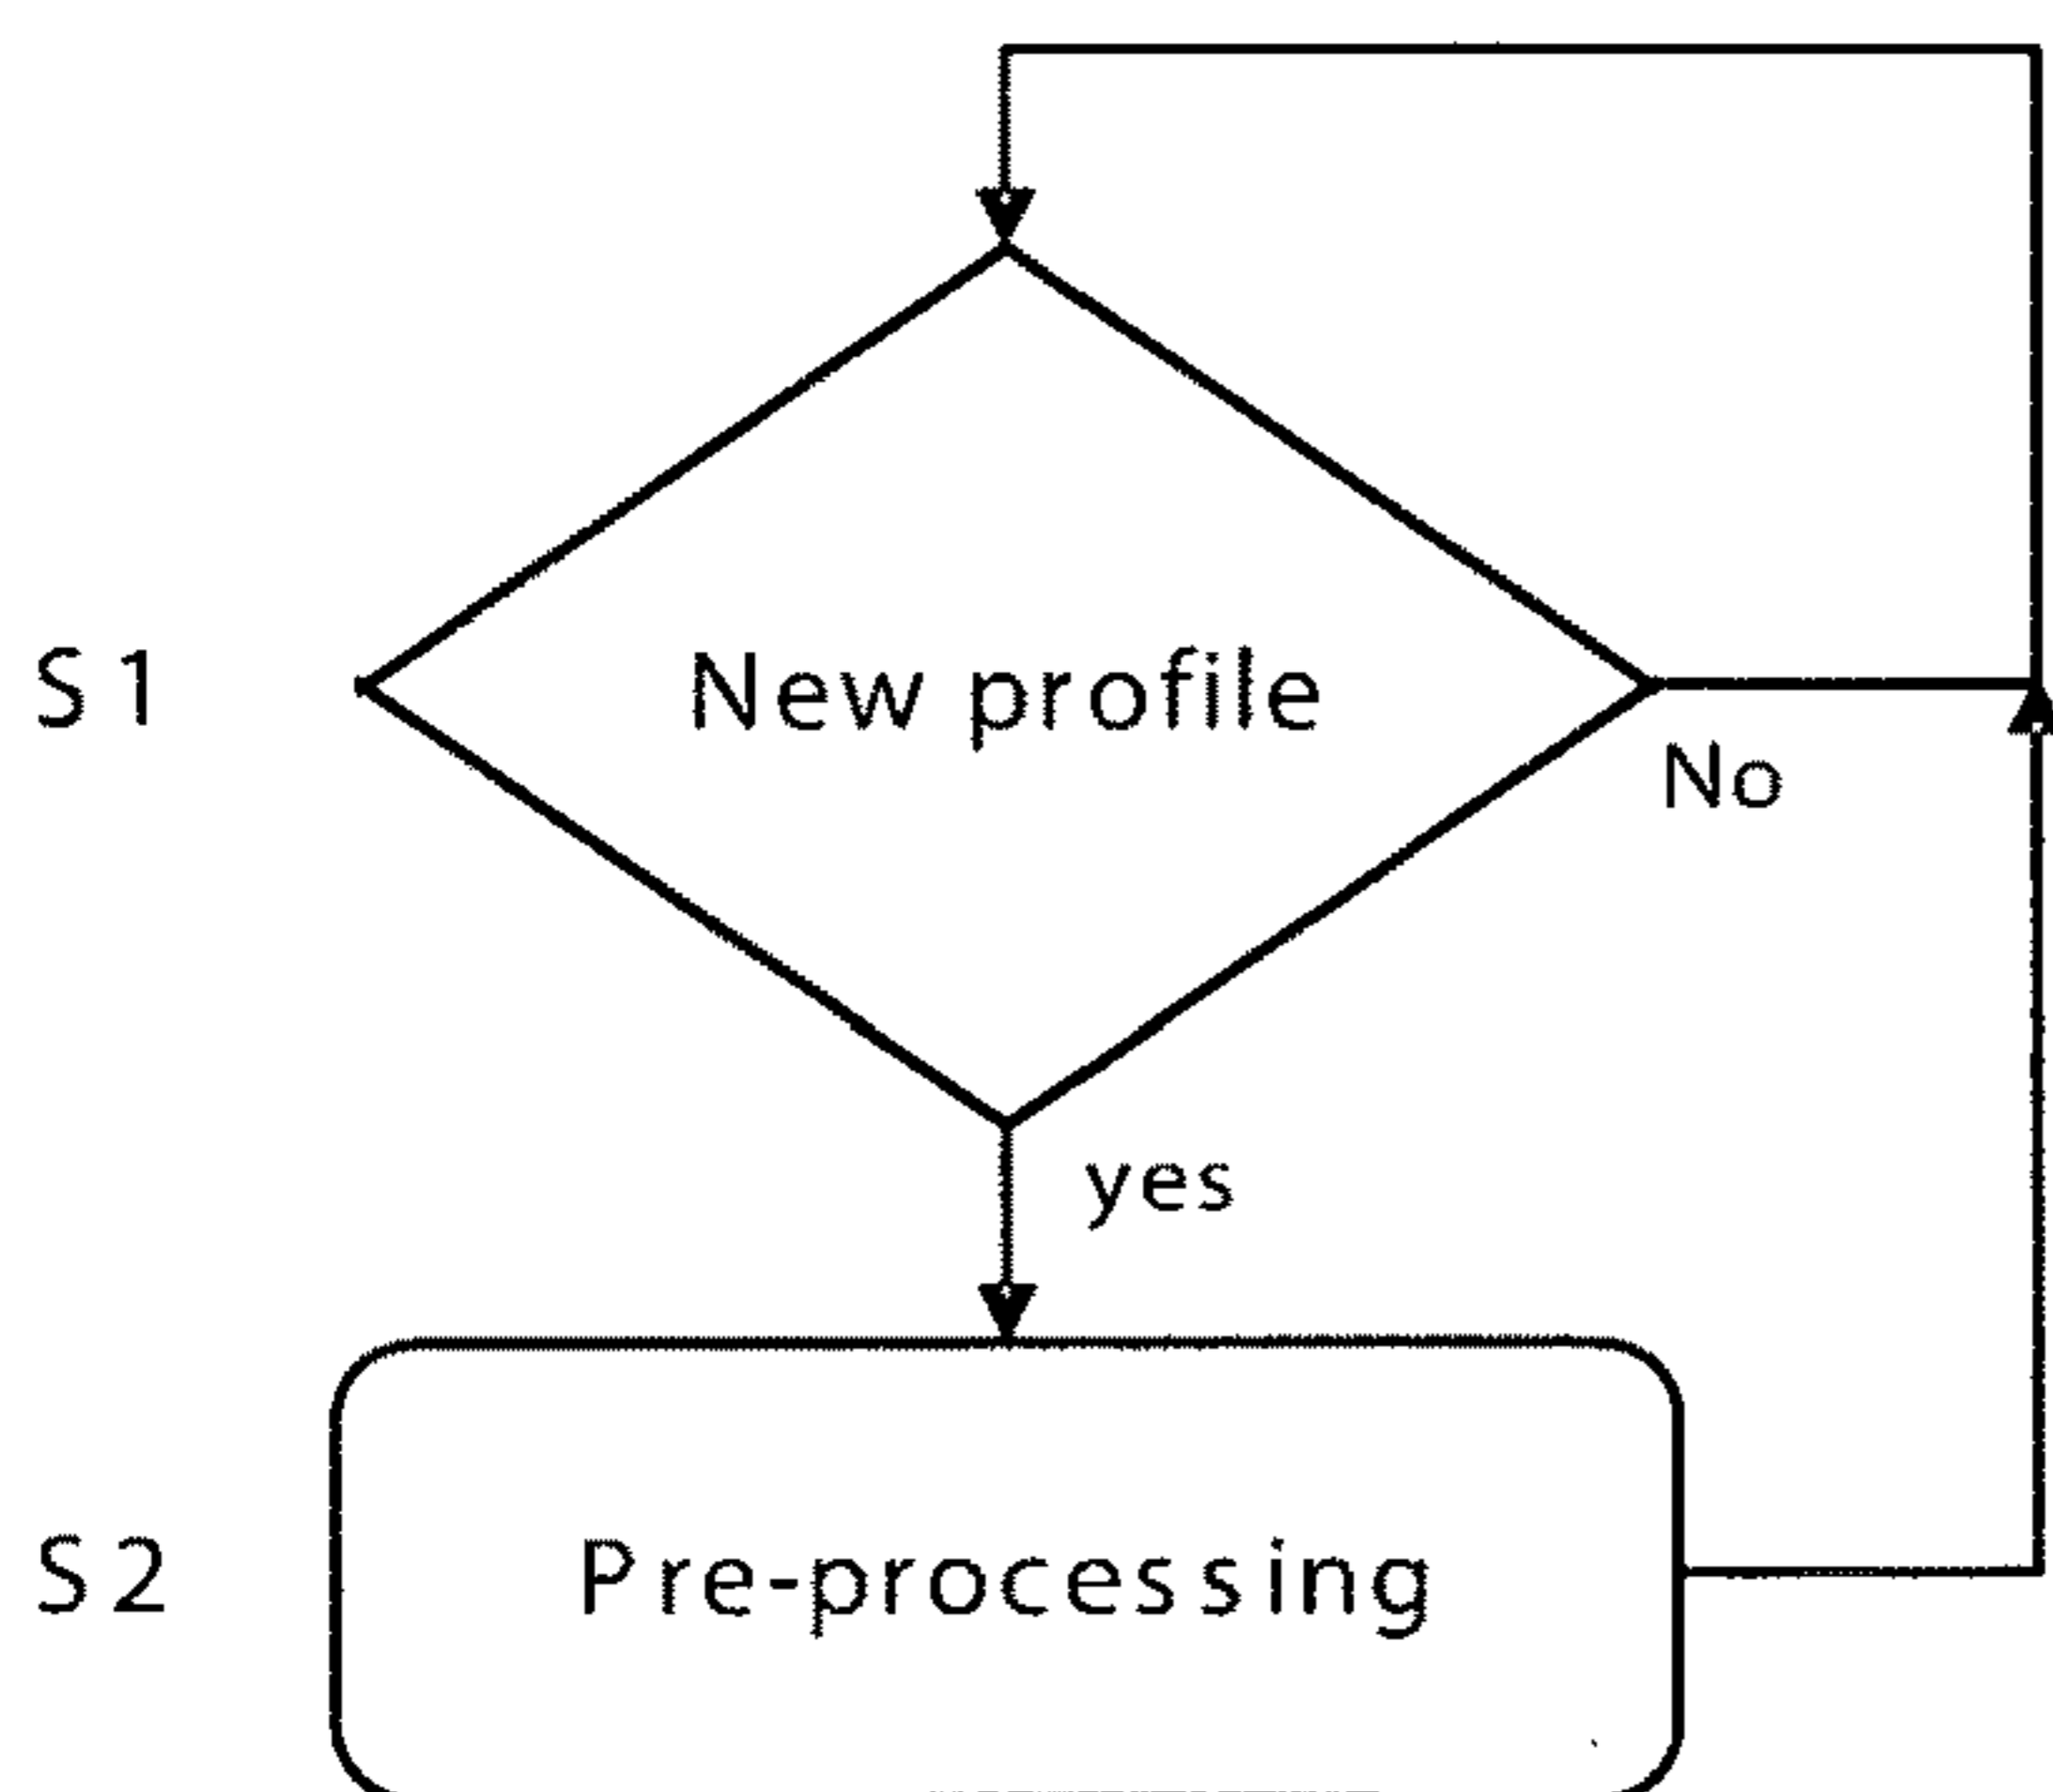 S1
New profile
No
yes
S2
Pre-processing